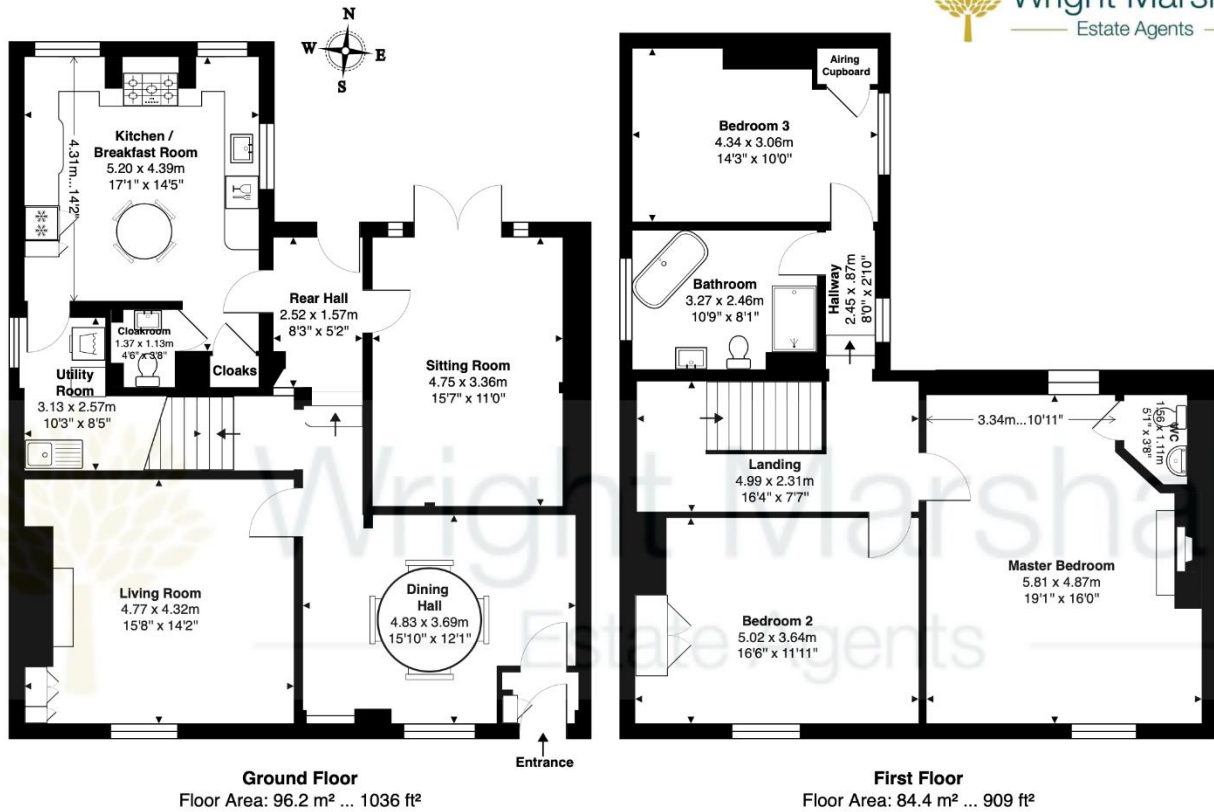 Wright Marsh
Estate Agents
N
W E
S
Kitchen /
Breakfast Room
5.20 x 4.39m
17'1" x 14'5"
4.31m...14'2"
Rear Hall
2.52 x 1.57m
8'3" x 5'2"
Cloakroom
1.37 x 1.13m
4'6" x 3'8"
Cloaks
Utility
Room
3.13 x 2.57m
10'3" x 8'5"
Sitting Room
4.75 x 3.36m
15'7" x 11'0"
Living Room
4.77 x 4.32m
15'8" x 14'2"
Dining
Hall
4.83 x 3.69m
15'10" x 12'1"
Entrance
Ground Floor
Floor Area: 96.2 m² ... 1036 ft²
Airing
Cupboard
Bedroom 3
4.34 x 3.06m
14'3" x 10'0"
Bathroom
3.27 x 2.46m
10'9" x 8'1"
Hallway
2.45 x .87m
8'0" x 2'10"
Landing
4.99 x 2.31m
16'4" x 7'7"
3.34m...10'11"
WC
1.56 x 1.11m
5'1" x 3'8"
Master Bedroom
5.81 x 4.87m
19'1" x 16'0"
Bedroom 2
5.02 x 3.64m
16'6" x 11'11"
First Floor
Floor Area: 84.4 m² ... 909 ft²
Wright Marsha
Estate Agents